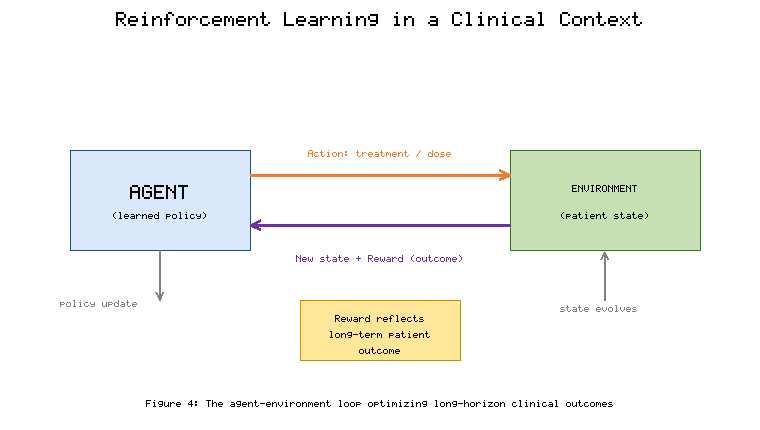 Reinforcement Learning in a Clinical Context
Action: treatment / dose
AGENT
(learned policy)
ENVIRONMENT
(patient state)
New state + Reward (outcome)
policy update
state evolves
Reward reflects
long-term patient
outcome
Figure 4: The agent-environment loop optimizing long-horizon clinical outcomes